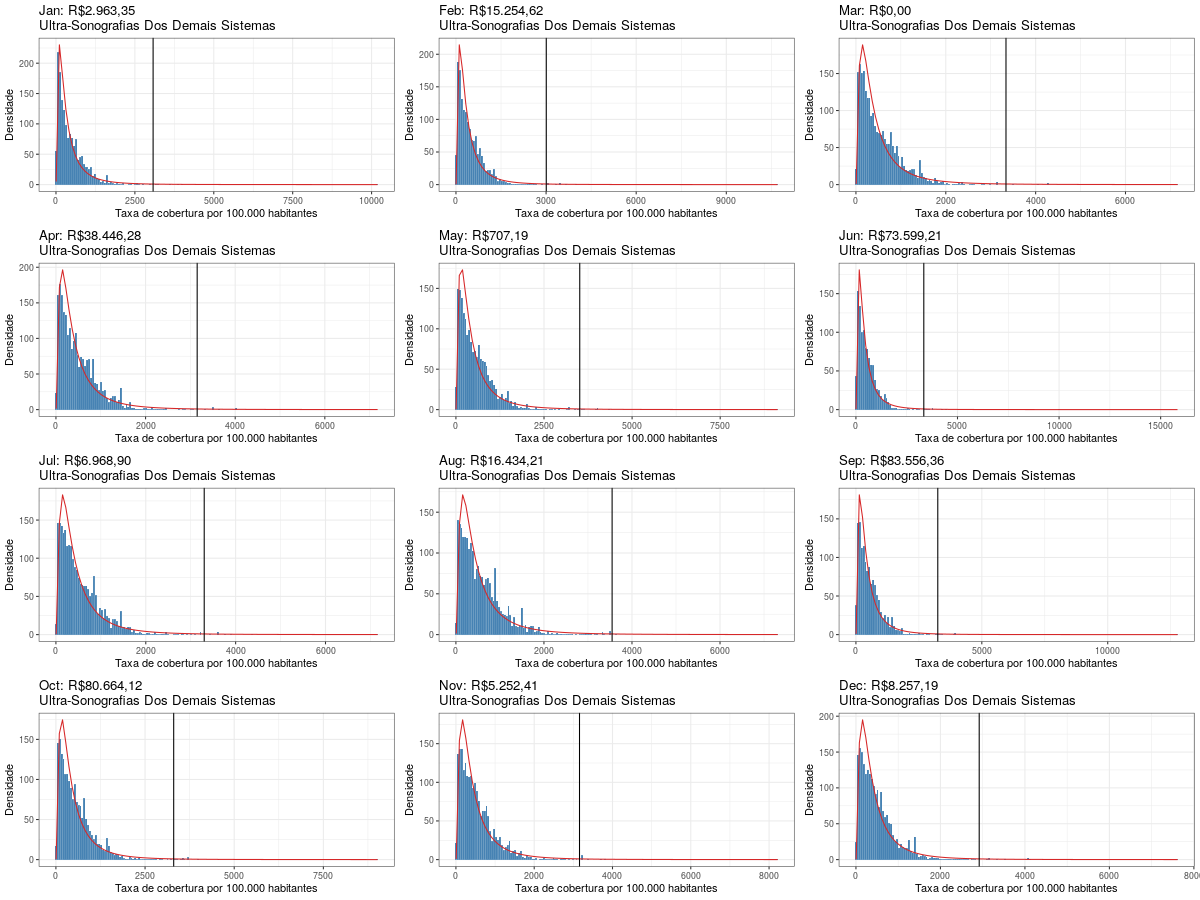 Jan: R$2.963,35
Ultra-Sonografias Dos Demais Sistemas
Densidade
200
150
100
50
0
0 2500 5000 7500 10000
Taxa de cobertura por 100.000 habitantes
Feb: R$15.254,62
Ultra-Sonografias Dos Demais Sistemas
Densidade
200
150
100
50
0
0 3000 6000 9000
Taxa de cobertura por 100.000 habitantes
Mar: R$0,00
Ultra-Sonografias Dos Demais Sistemas
Densidade
150
100
50
0
0 2000 4000 6000
Taxa de cobertura por 100.000 habitantes
Apr: R$38.446,28
Ultra-Sonografias Dos Demais Sistemas
Densidade
200
150
100
50
0
0 2000 4000 6000
Taxa de cobertura por 100.000 habitantes
May: R$707,19
Ultra-Sonografias Dos Demais Sistemas
Densidade
150
100
50
0
0 2500 5000 7500
Taxa de cobertura por 100.000 habitantes
Jun: R$73.599,21
Ultra-Sonografias Dos Demais Sistemas
Densidade
150
100
50
0
0 5000 10000 15000
Taxa de cobertura por 100.000 habitantes
Jul: R$6.968,90
Ultra-Sonografias Dos Demais Sistemas
Densidade
150
100
50
0
0 2000 4000 6000
Taxa de cobertura por 100.000 habitantes
Aug: R$16.434,21
Ultra-Sonografias Dos Demais Sistemas
Densidade
150
100
50
0
0 2000 4000 6000
Taxa de cobertura por 100.000 habitantes
Sep: R$83.556,36
Ultra-Sonografias Dos Demais Sistemas
Densidade
150
100
50
0
0 5000 10000
Taxa de cobertura por 100.000 habitantes
Oct: R$80.664,12
Ultra-Sonografias Dos Demais Sistemas
Densidade
150
100
50
0
0 2500 5000 7500
Taxa de cobertura por 100.000 habitantes
Nov: R$5.252,41
Ultra-Sonografias Dos Demais Sistemas
Densidade
150
100
50
0
0 2000 4000 6000 8000
Taxa de cobertura por 100.000 habitantes
Dec: R$8.257,19
Ultra-Sonografias Dos Demais Sistemas
Densidade
200
150
100
50
0
0 2000 4000 6000 800
Taxa de cobertura por 100.000 habitantes